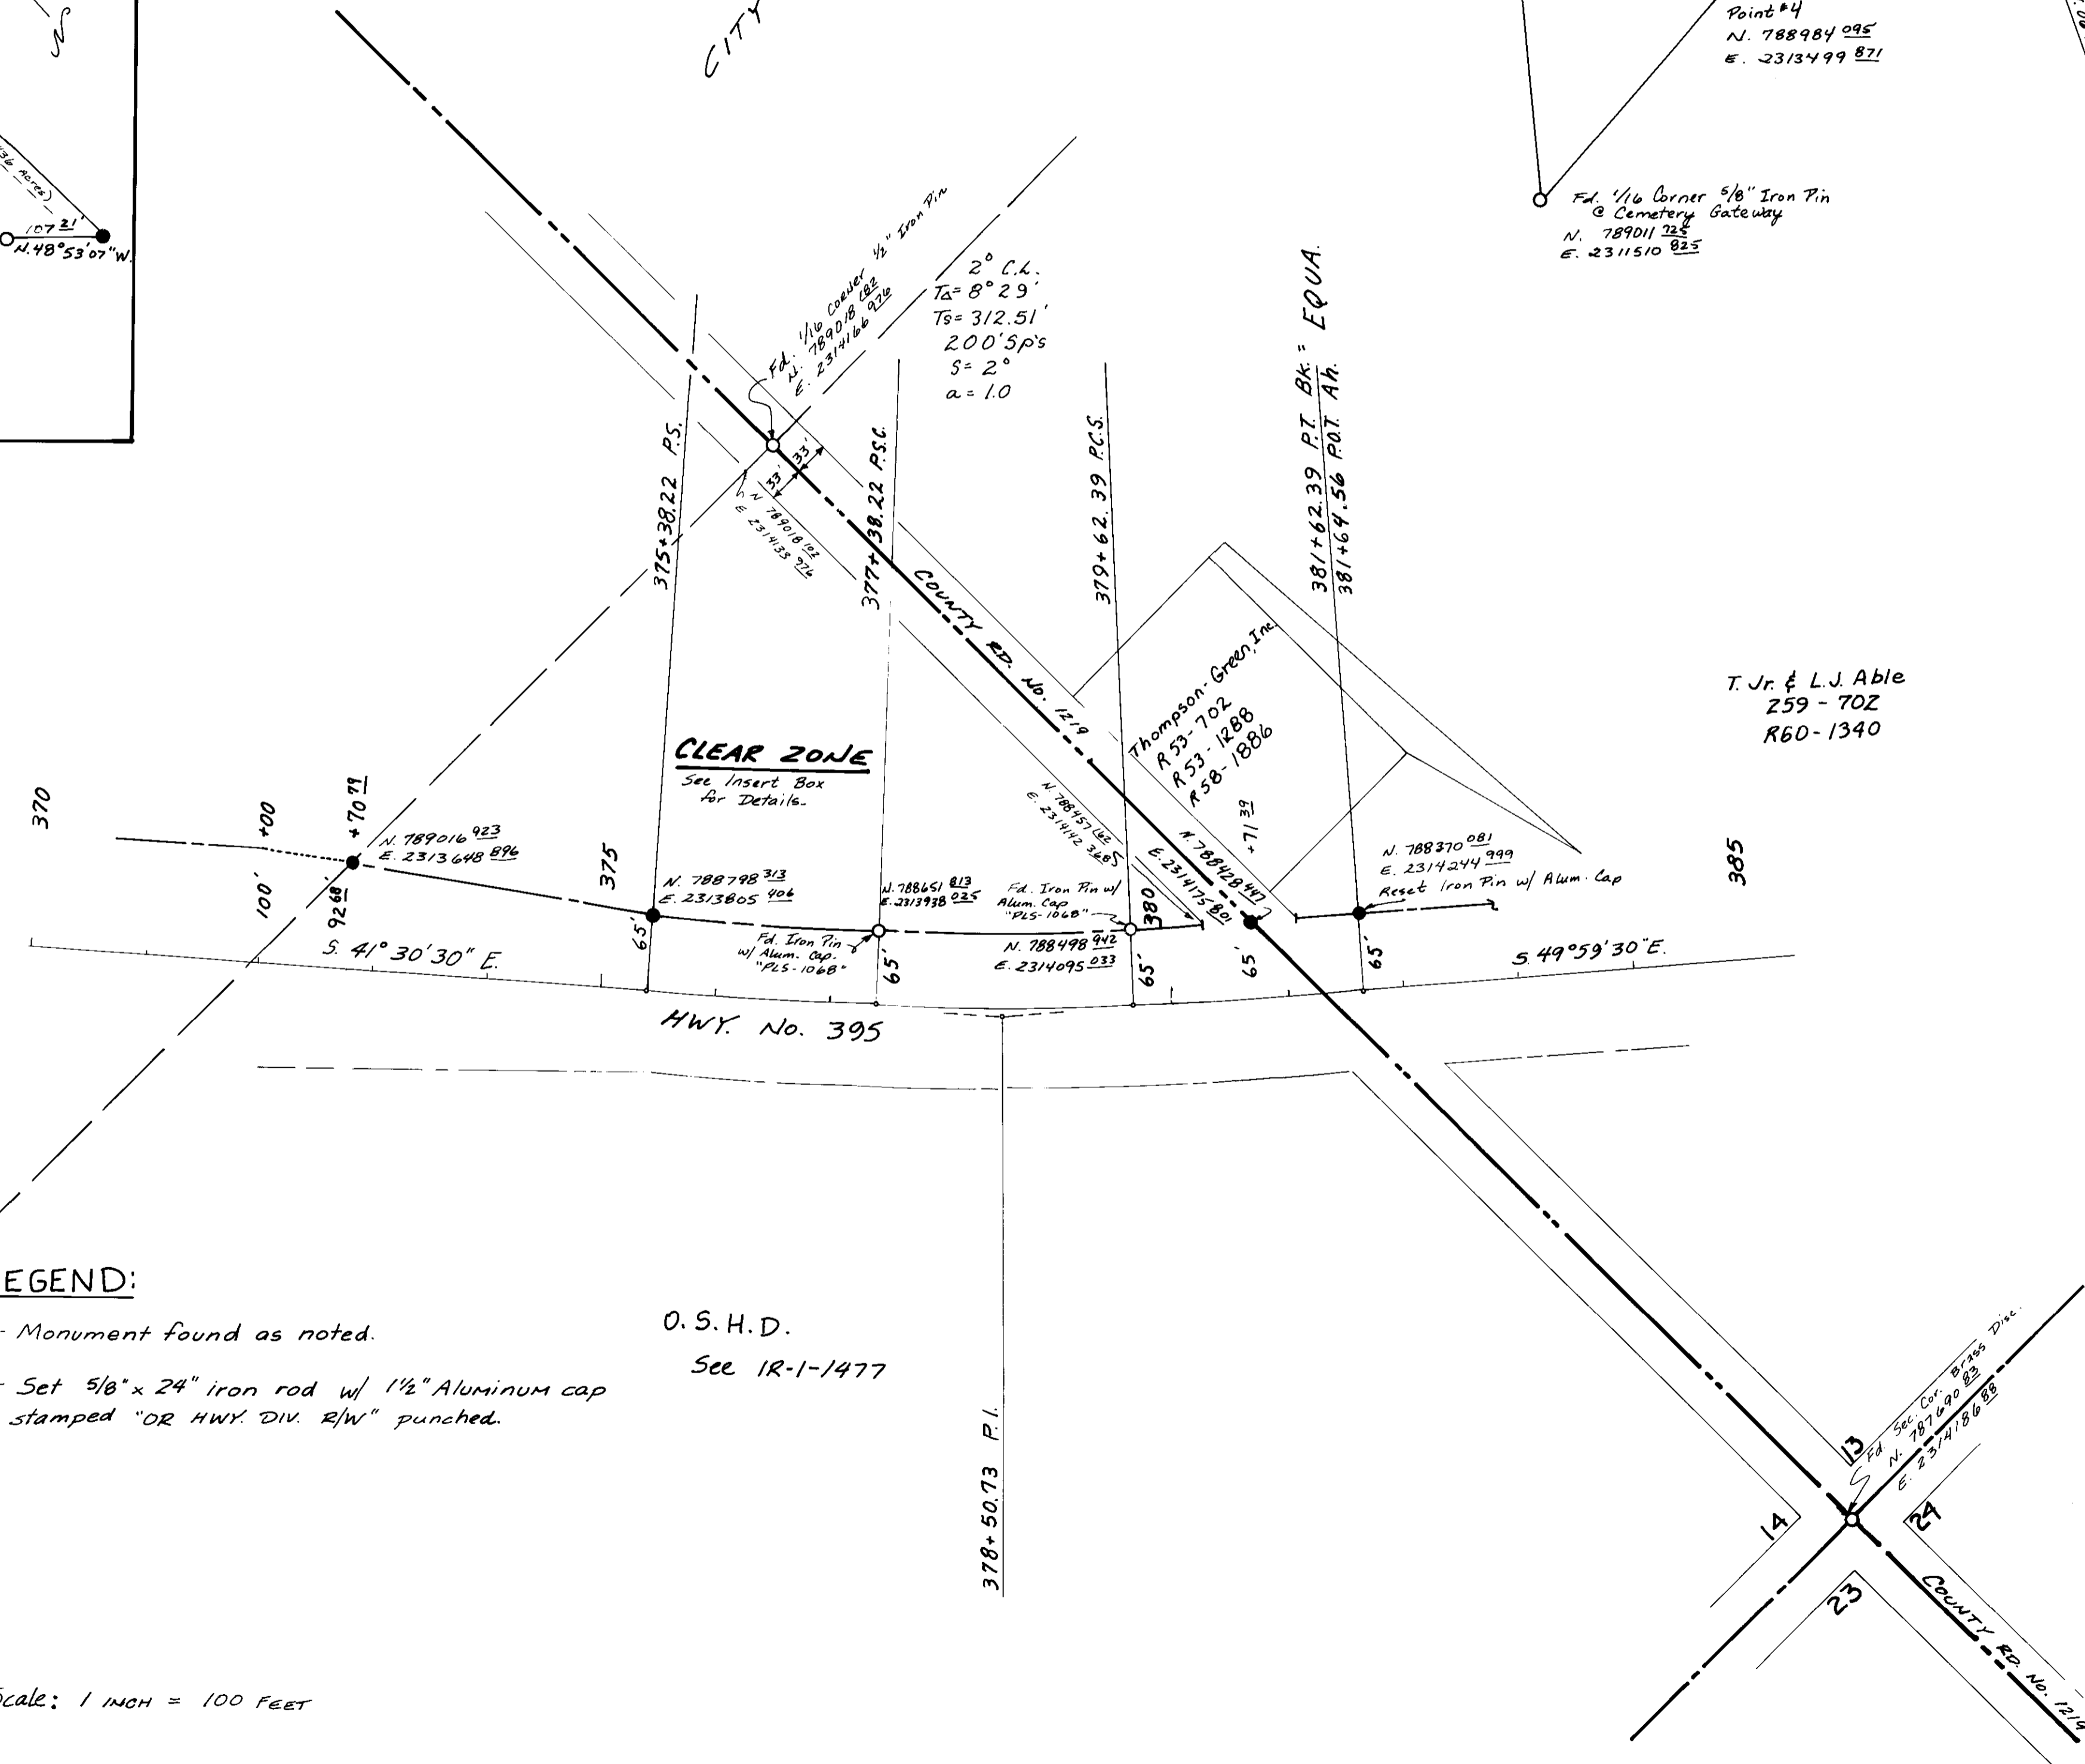 CITY
Point #4
N. 788984 095
E. 2313499 871
Fd. 1/16 Corner 5/8" Iron Pin
@ Cemetery Gateway
N. 789011 725
E. 2311510 825
36 Acres)
107 21'
N.48°53'07"W.
Fd. 1/16 Corner 1/2" Iron Pin
N. 789018 182
E. 2314166 976
2° C.L.
T∆= 8°29'
Ts= 312.51'
200' Sp's
S= 2°
a = 1.0
33'
33'
N 789018 102
E 2314133 976
375+38.22 P.S.
377+38.22 P.S.C.
379+62.39 P.C.S.
381+62.39 P.T. Bk. = EQUA.
381+64.56 P.O.T. Ah.
COUNTY RD. No. 1219
Thompson-Green, Inc.
R53-702
R53-1288
R58-1886
T. Jr. & L.J. Able
259-702
R60-1340
CLEAR ZONE
See Insert Box
for Details-
370
+00
+70 79
N. 789016 923
E. 2313648 896
100'
92 68'
375
N. 788798 313
E. 2313805 406
65'
N. 788651 813
E. 2313938 025
Fd. Iron Pin
w/ Alum. Cap.
"PLS-1068"
65'
Fd. Iron Pin w/
Alum. Cap
"PLS-1068"
380
N. 788498 942
E. 2314095 033
65'
N. 788457 162
E. 2314142 3685
N. 788428 447
E. 2314175 801
+71 39
65'
N. 788370 081
E. 2314244 999
Reset Iron Pin w/ Alum. Cap
65'
385
S. 41°30'30" E.
S. 49°59'30" E.
HWY. No. 395
378+50.73 P.I.
EGEND:
- Monument found as noted.
- Set 5/8" x 24" iron rod w/ 1½" Aluminum cap
stamped "OR HWY. DIV. R/W" punched.
O.S.H.D.
See IR-1-1477
Scale: 1 INCH = 100 FEET
Fd. Sec. Cor. Brass Disc.
N. 787690 83
E. 2314186 88
13
14
24
23
COUNTY RD. No. 1219